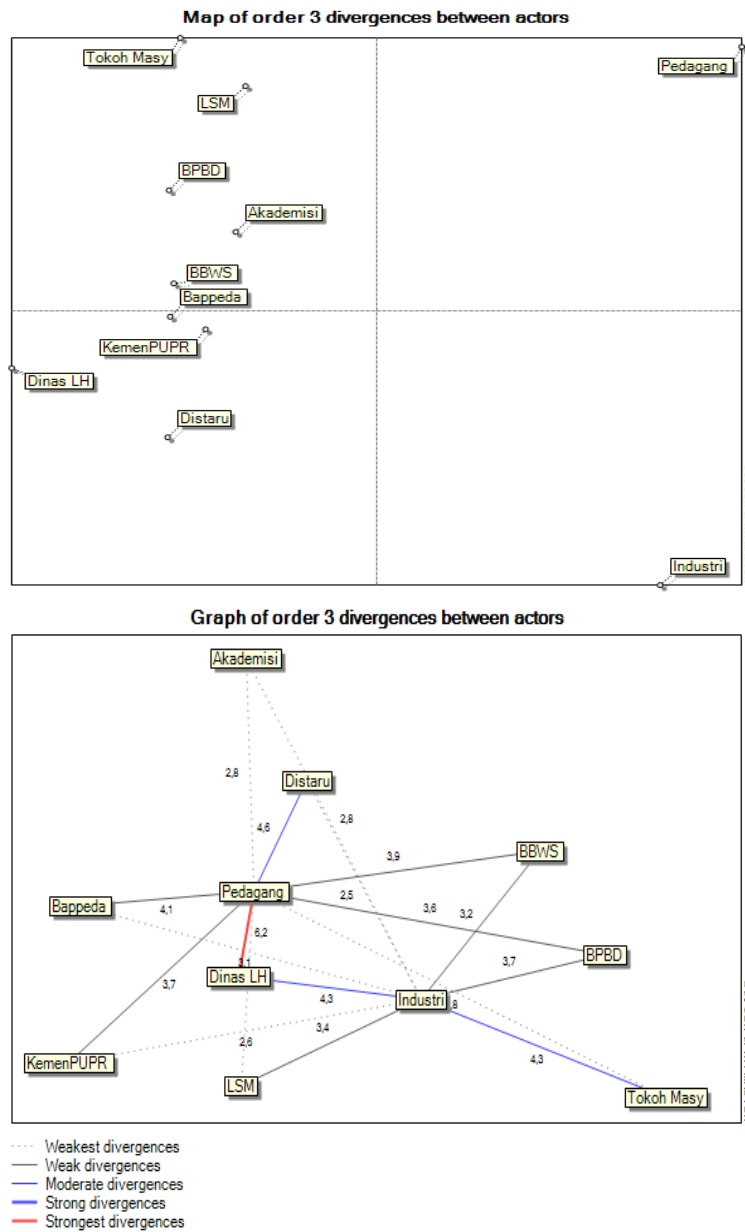 Map of order 3 divergences between actors
Tokoh Masy
Pedagang
LSM
BPBD
Akademisi
BBWS
Bappeda
KemenPUPR
Dinas LH
Distaru
Industri
Graph of order 3 divergences between actors
Akademisi
2,8
Distaru
4,6
2,8
BBWS
3,9
Pedagang
2,5
Bappeda
4,1
3,6
3,2
6,2
BPBD
3,1
3,7
Dinas LH
3,7
4,3
Industri
,8
3,4
2,6
KemenPUPR
4,3
LSM
Tokoh Masy
Weakest divergences
Weak divergences
Moderate divergences
Strong divergences
Strongest divergences